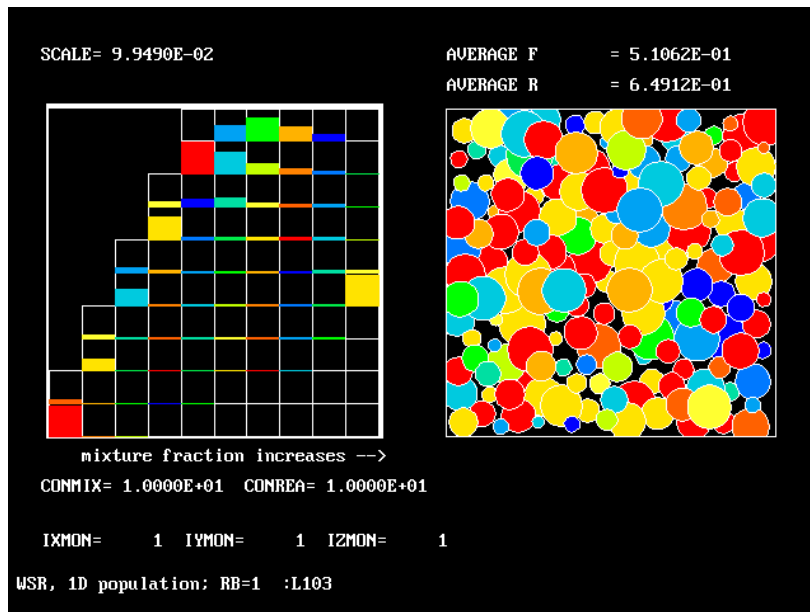 SCALE= 9.9490E-02
AVERAGE F = 5.1062E-01
AVERAGE R = 6.4912E-01
mixture fraction increases -->
CONMIX= 1.0000E+01 CONREA= 1.0000E+01
IXMON= 1 IYMON= 1 IZMON= 1
WSR, 1D population; RB=1 :L103